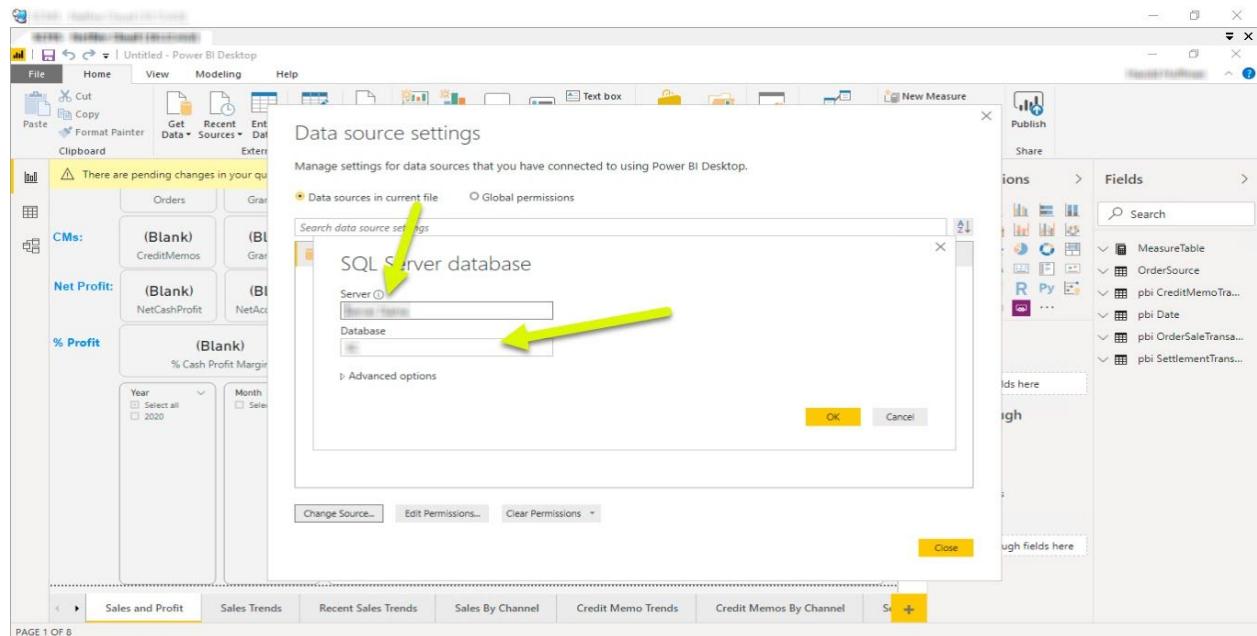 Untitled - Power BI Desktop
File Home View Modeling Help
Paste
Cut
Copy
Format Painter
Clipboard
Get Data
Recent Sources
Text box
New Measure
Publish
Share
There are pending changes in your qu
Orders
CMs:
(Blank)
CreditMemos
Net Profit:
(Blank)
NetCashProfit
% Profit
(Blank)
% Cash Profit Margin
Year
Select all
2020
Month
Data source settings
Manage settings for data sources that you have connected to using Power BI Desktop.
Data sources in current file Global permissions
Search data source settings
SQL Server database
Server
Database
Advanced options
OK Cancel
Change Source... Edit Permissions... Clear Permissions
Close
ions
R Py
lds here
ugh
ugh fields here
Fields
Search
MeasureTable
OrderSource
pbi CreditMemoTra...
pbi Date
pbi OrderSaleTransa...
pbi SettlementTrans...
Sales and Profit Sales Trends Recent Sales Trends Sales By Channel Credit Memo Trends Credit Memos By Channel
PAGE 1 OF 8